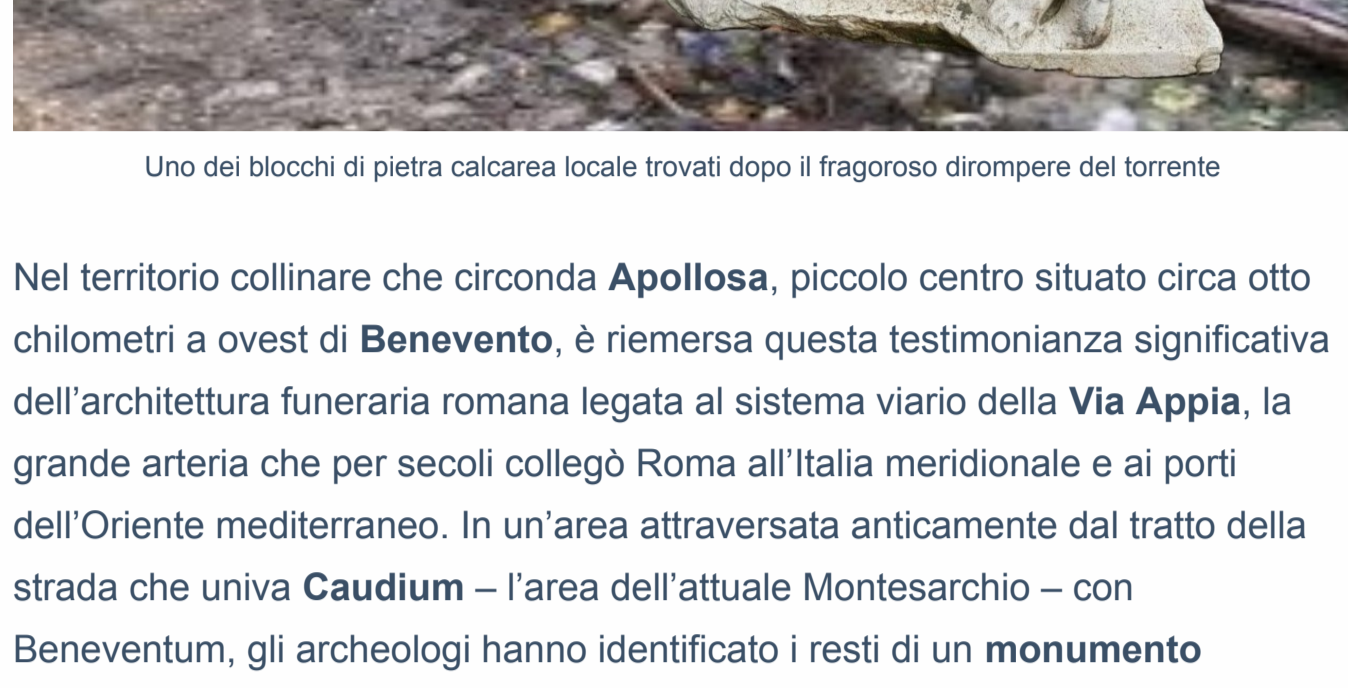 Uno dei blocchi di pietra calcarea locale trovati dopo il fragoroso dirompere del torrente
Nel territorio collinare che circonda Apollosa, piccolo centro situato circa otto
chilometri a ovest di Benevento, è riemersa questa testimonianza significativa
dell’architettura funeraria romana legata al sistema viario della Via Appia, la
grande arteria che per secoli collegò Roma all’Italia meridionale e ai porti
dell’Oriente mediterraneo. In un’area attraversata anticamente dal tratto della
strada che univa Caudium – l’area dell’attuale Montesarchio – con
Beneventum, gli archeologi hanno identificato i resti di un monumento